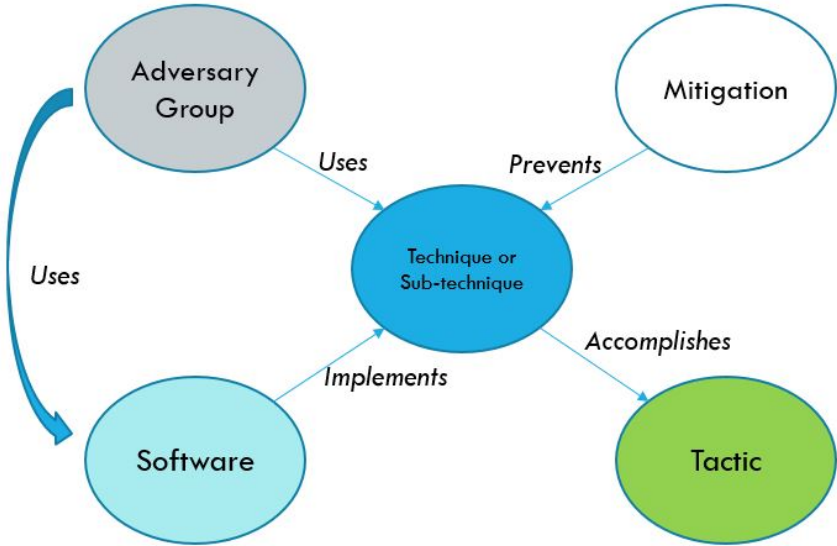 Adversary
Group
Mitigation
Uses
Prevents
Technique or
Sub-technique
Uses
Accomplishes
Implements
Software
Tactic